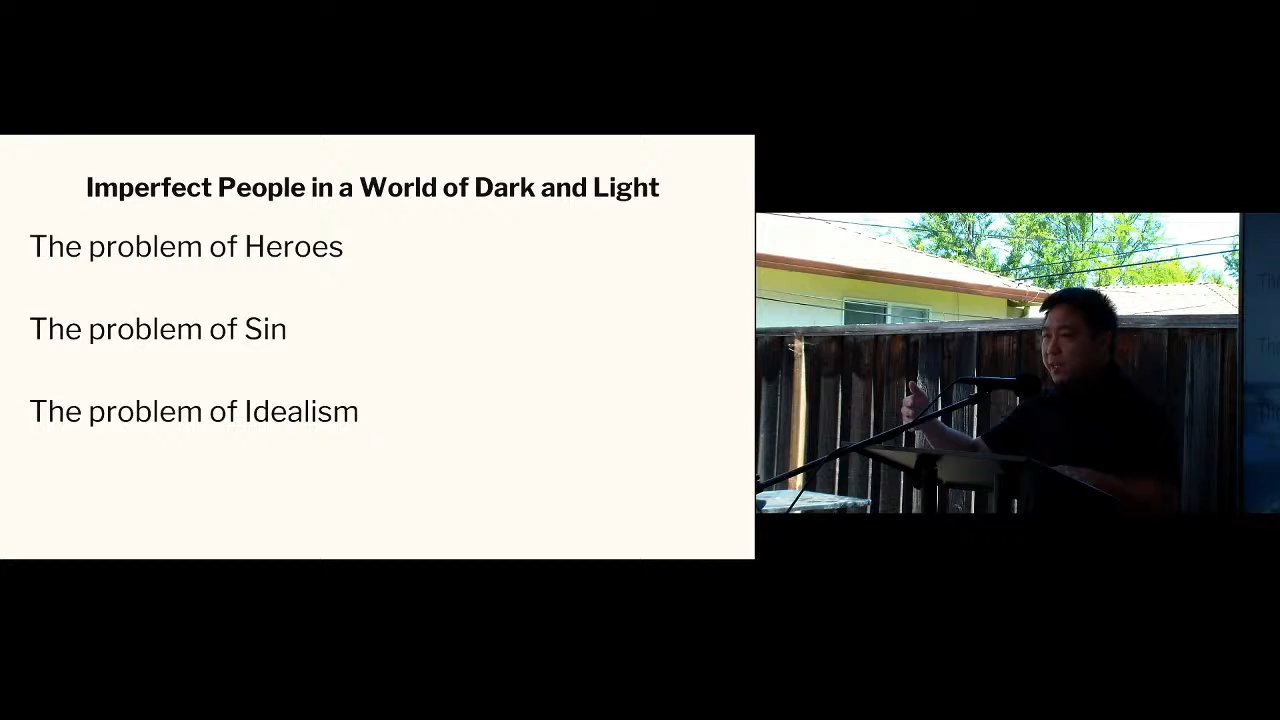 Imperfect People in a World of Dark and Light
The problem of Heroes
The problem of Sin
The problem of Idealism